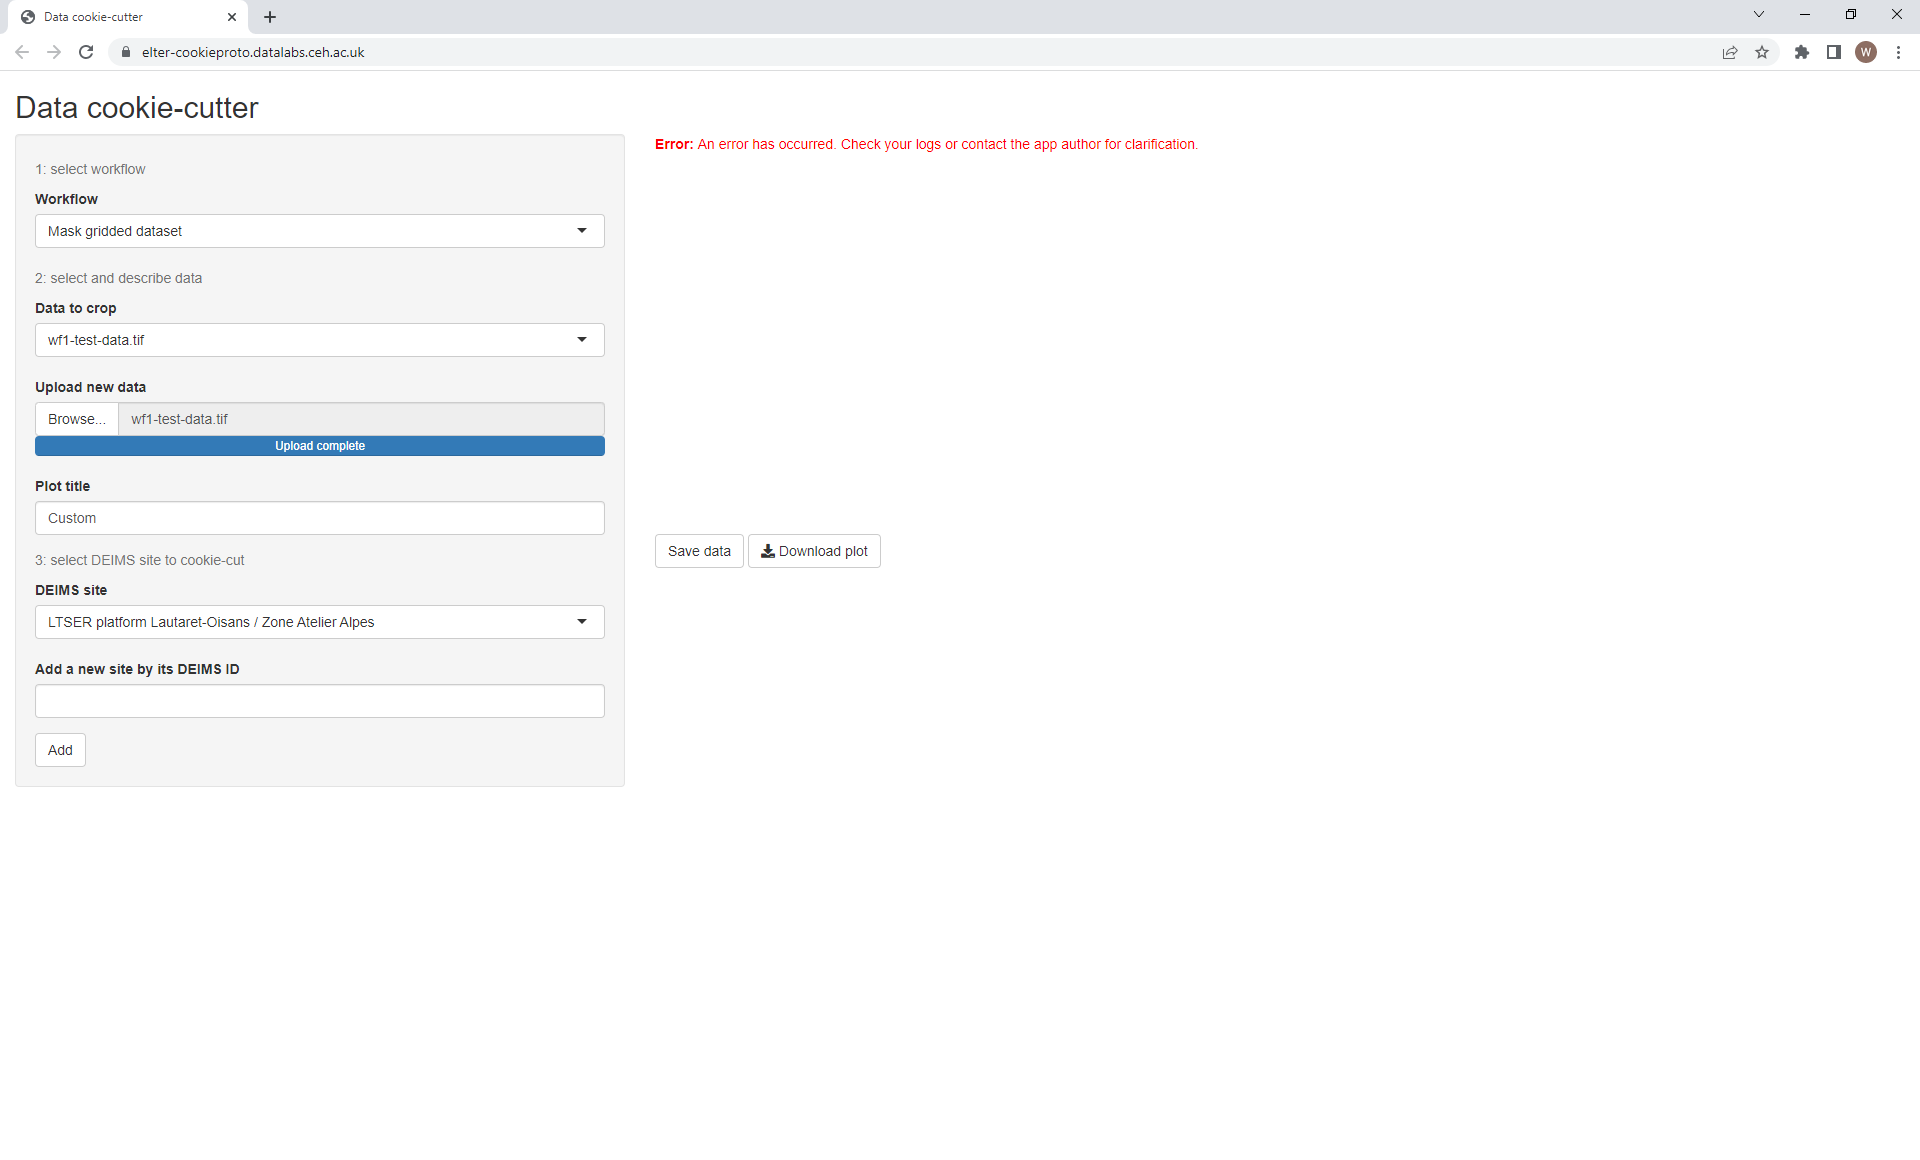 Data cookie-cutter
elter-cookieproto.datalabs.ceh.ac.uk
W
Data cookie-cutter
1: select workflow
Workflow
Mask gridded dataset
2: select and describe data
Data to crop
wf1-test-data.tif
Upload new data
Browse... wf1-test-data.tif
Upload complete
Plot title
Custom
3: select DEIMS site to cookie-cut
DEIMS site
LTSER platform Lautaret-Oisans / Zone Atelier Alpes
Add a new site by its DEIMS ID
Add
Error: An error has occurred. Check your logs or contact the app author for clarification.
Save data Download plot